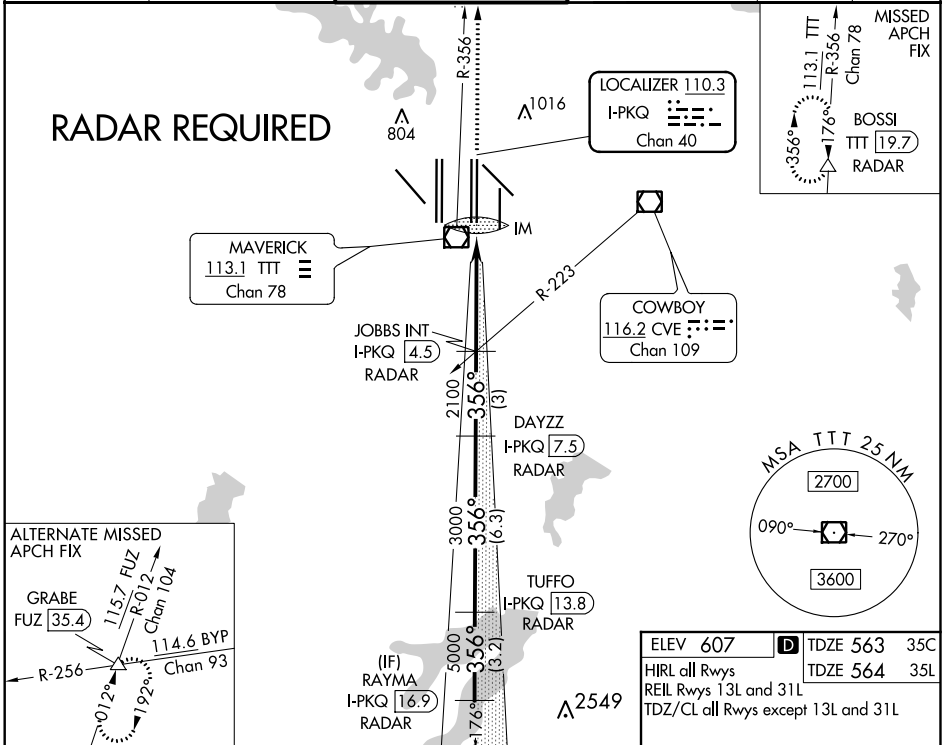 RADAR REQUIRED
R-356
804
1016
LOCALIZER 110.3
I-PKQ
Chan 40
MISSED
APCH
FIX
113.1 TTT
R-356
Chan 78
356°
176°
BOSSI
TTT 19.7
RADAR
IM
MAVERICK
113.1 TTT
Chan 78
R-223
COWBOY
116.2 CVE
Chan 109
JOBBS INT
I-PKQ 4.5
RADAR
2100
356°
(3)
DAYZZ
I-PKQ 7.5
RADAR
3000
356°
(6.3)
TUFFO
I-PKQ 13.8
RADAR
5000
356°
(3.2)
(IF)
RAYMA
I-PKQ 16.9
RADAR
176°
2549
MSA TTT 25 NM
2700
090°
270°
3600
ALTERNATE MISSED
APCH FIX
GRABE
FUZ 35.4
115.7 FUZ
R-012
Chan 104
114.6 BYP
Chan 93
R-256
012°
192°
ELEV 607
D
TDZE 563 35C
TDZE 564 35L
HIRL all Rwys
REIL Rwys 13L and 31L
TDZ/CL all Rwys except 13L and 31L